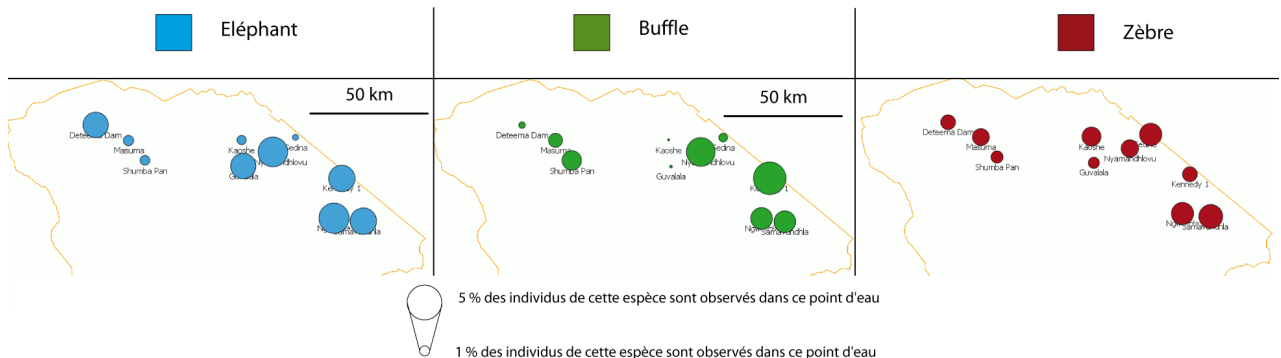 Eléphant
Buffle
Zèbre
50 km
Deteema Dam
Masuma
Shumba Pan
Kaoshe
Guvalala
Kennedy 1
50 km
Deteema Dam
Masuma
Shumba Pan
Kaoshe
Guvalala
Deteema Dam
Masuma
Shumba Pan
Kaoshe
Guvalala
Nyamandhlovu
Kennedy 1
5 % des individus de cette espèce sont observés dans ce point d'eau
1 % des individus de cette espèce sont observés dans ce point d'eau